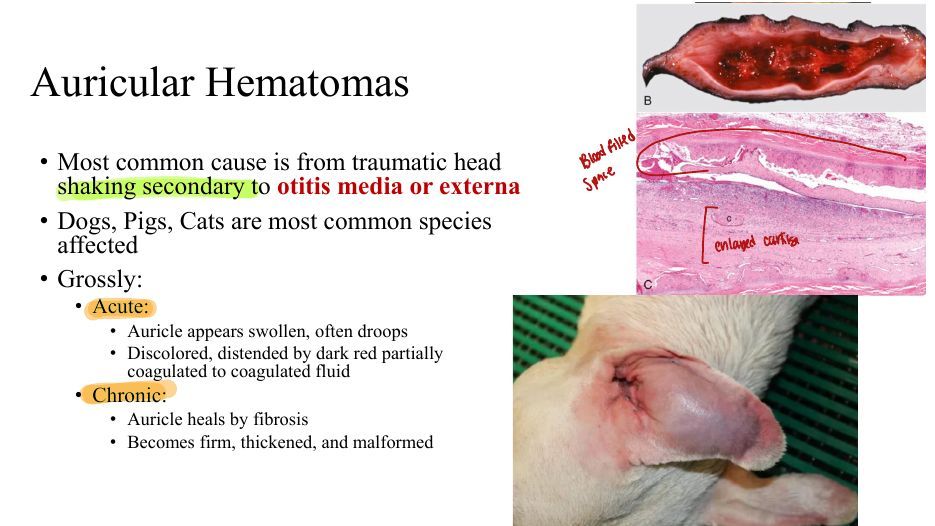 Auricular Hematomas
• Most common cause is from traumatic head
shaking secondary to otitis media or externa
• Dogs, Pigs, Cats are most common species
affected
• Grossly:
• Acute:
• Auricle appears swollen, often droops
• Discolored, distended by dark red partially
coagulated to coagulated fluid
• Chronic:
• Auricle heals by fibrosis
• Becomes firm, thickened, and malformed
B
Blood filled
Space
c
enlarged
C